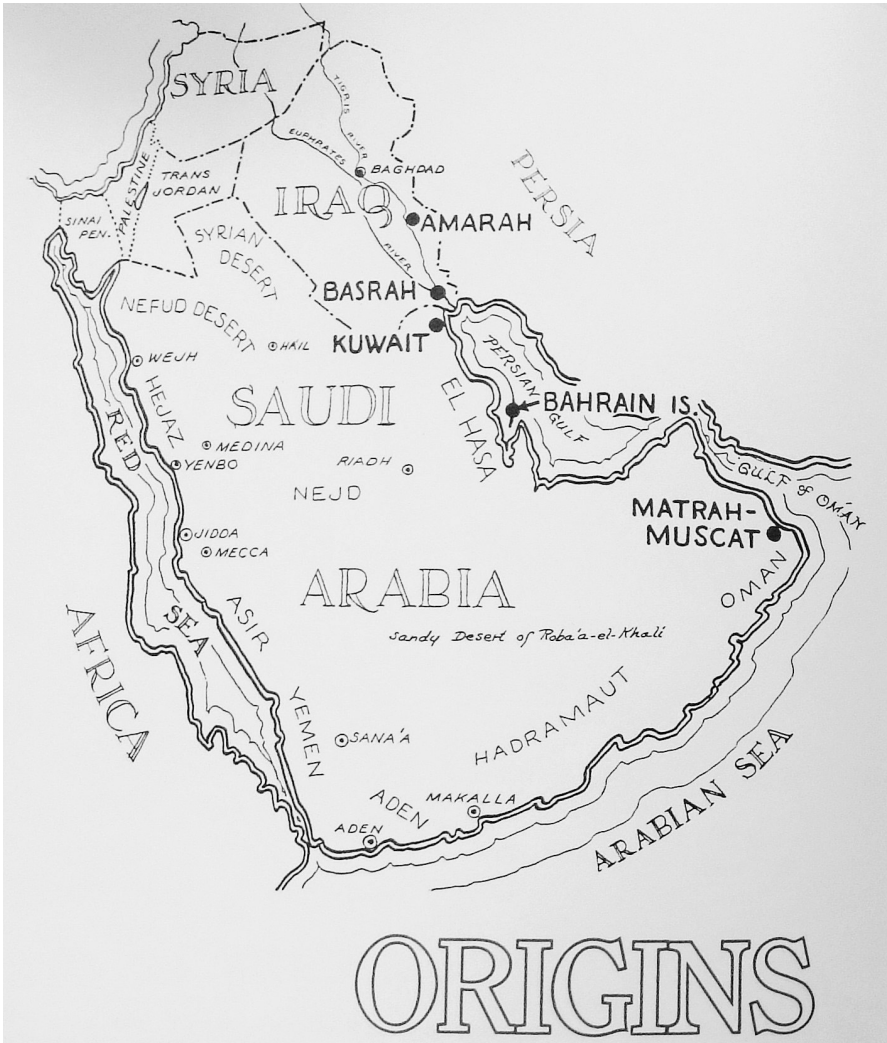 SYRIA
TIGRIS RIVER
EUPHRATES RIVER
BAGHDAD
PERSIA
PALESTINE
TRANS
JORDAN
IRAQ
AMARAH
SINAI
PEN.
SYRIAN
DESERT
BASRAH
NEFUD DESERT
KUWAIT
HAIL
WEJH
PERSIAN
GULF
HEJAZ
SAUDI
EL HASA
BAHRAIN IS.
RED
MEDINA
YENBO
RIADH
GULF of OMAN
NEJD
MATRAH-
MUSCAT
JIDDA
MECCA
ARABIA
OMAN
AFRICA
SEA
ASIR
Sandy Desert of Roba'a-el-Khali
YEMEN
SANA'A
HADRAMAUT
ADEN
MAKALLA
ADEN
ARABIAN SEA
ORIGINS